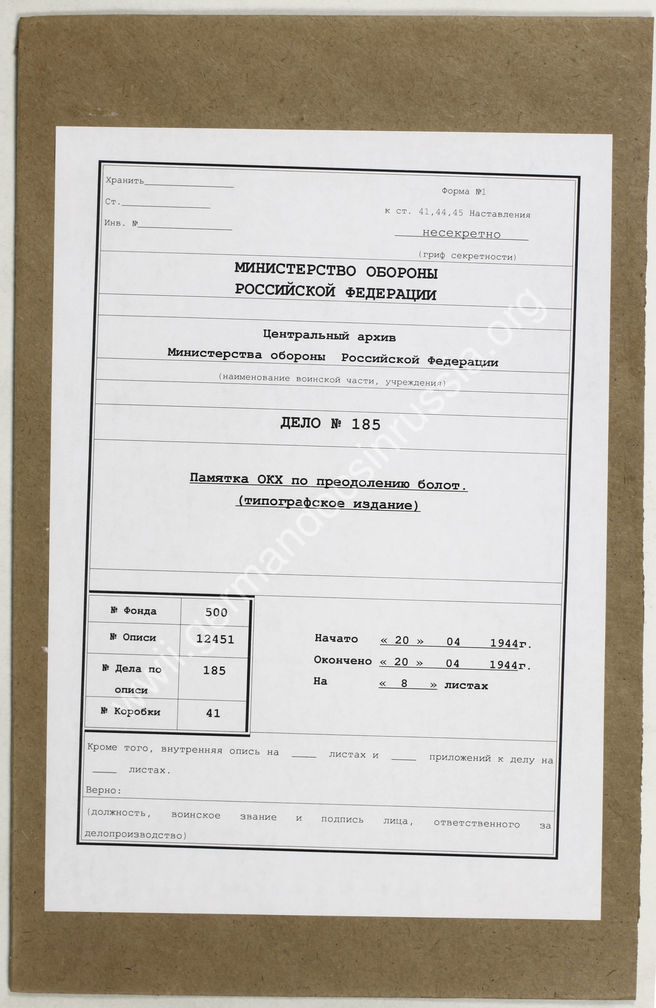 Хранить
Форма №1
Ст.
к ст. 41,44,45 Наставления
Инв. №
несекретно
(гриф секретности)
МИНИСТЕРСТВО ОБОРОНЫ
РОССИЙСКОЙ ФЕДЕРАЦИИ
Центральный архив
Министерства обороны Российской Федерации
(наименование воинской части, учреждения)
ДЕЛО № 185
Памятка ОКХ по преодолению болот.
(типографское издание)
№ Фонда 500
№ Описи 12451
№ Дела по описи 185
№ Коробки 41
Начато « 20 » 04 1944г.
Окончено « 20 » 04 1944г.
На « 8 » листах
Кроме того, внутренняя опись на ____ листах и ____ приложений к делу на
____ листах.
Верно:
(должность, воинское звание и подпись лица, ответственного за
делопроизводство)
www.germandocsinrussia.org